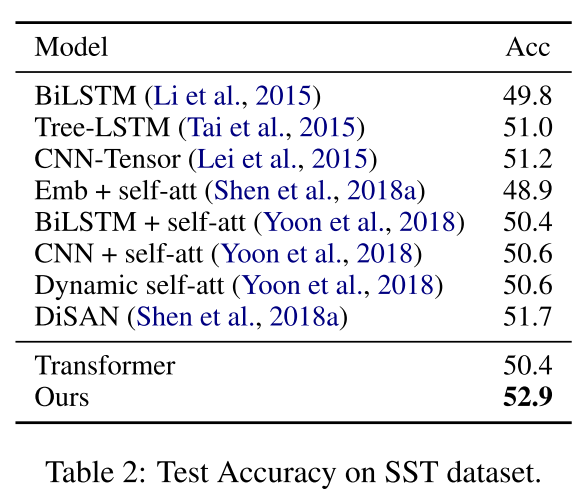 Model Acc
BiLSTM (Li et al., 2015) 49.8
Tree-LSTM (Tai et al., 2015) 51.0
CNN-Tensor (Lei et al., 2015) 51.2
Emb + self-att (Shen et al., 2018a) 48.9
BiLSTM + self-att (Yoon et al., 2018) 50.4
CNN + self-att (Yoon et al., 2018) 50.6
Dynamic self-att (Yoon et al., 2018) 50.6
DiSAN (Shen et al., 2018a) 51.7
Transformer 50.4
Ours 52.9
Table 2: Test Accuracy on SST dataset.